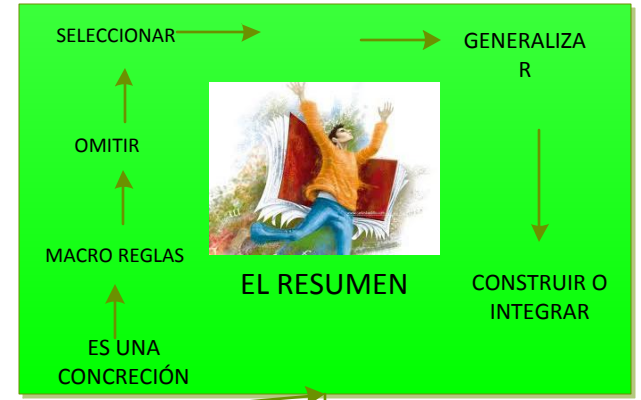 SELECCIONAR
GENERALIZA
R
OMITIR
MACRO REGLAS
EL RESUMEN
CONSTRUIR O
INTEGRAR
ES UNA
CONCRECIÓN